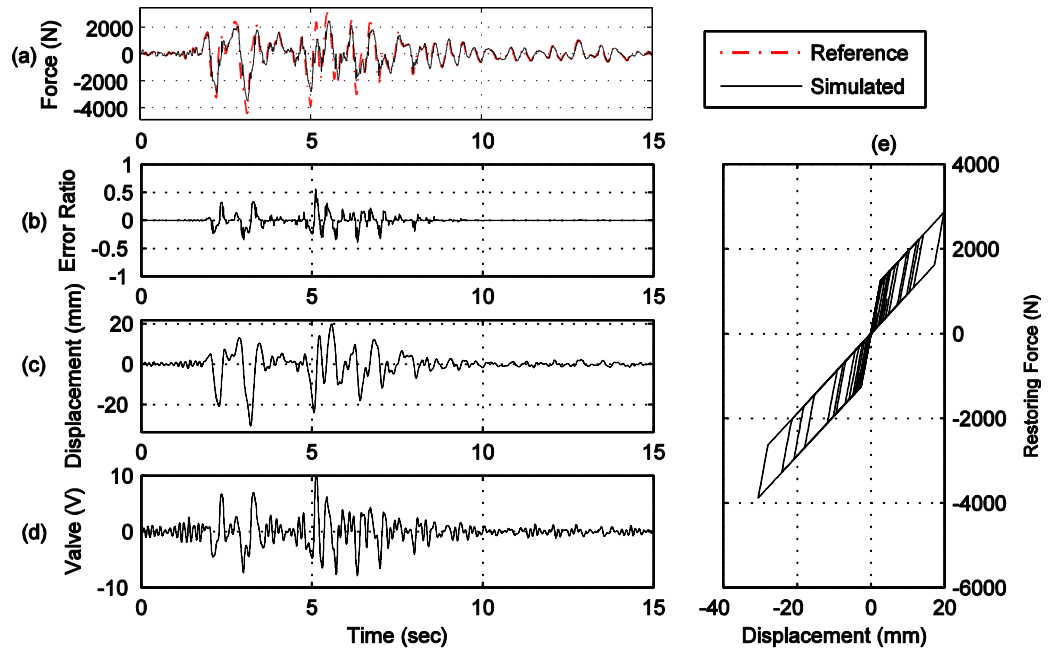 (a)
Force (N)
2000
0
-2000
-4000
0
5
10
15
Reference
Simulated
(b)
Error Ratio
1
0.5
0
-0.5
-1
0
5
10
15
(c)
Displacement (mm)
20
0
-20
0
5
10
15
(d)
Valve (V)
10
0
-10
0
5
10
15
Time (sec)
(e)
4000
2000
0
-2000
-4000
-6000
Restoring Force (N)
-40
-20
0
20
Displacement (mm)